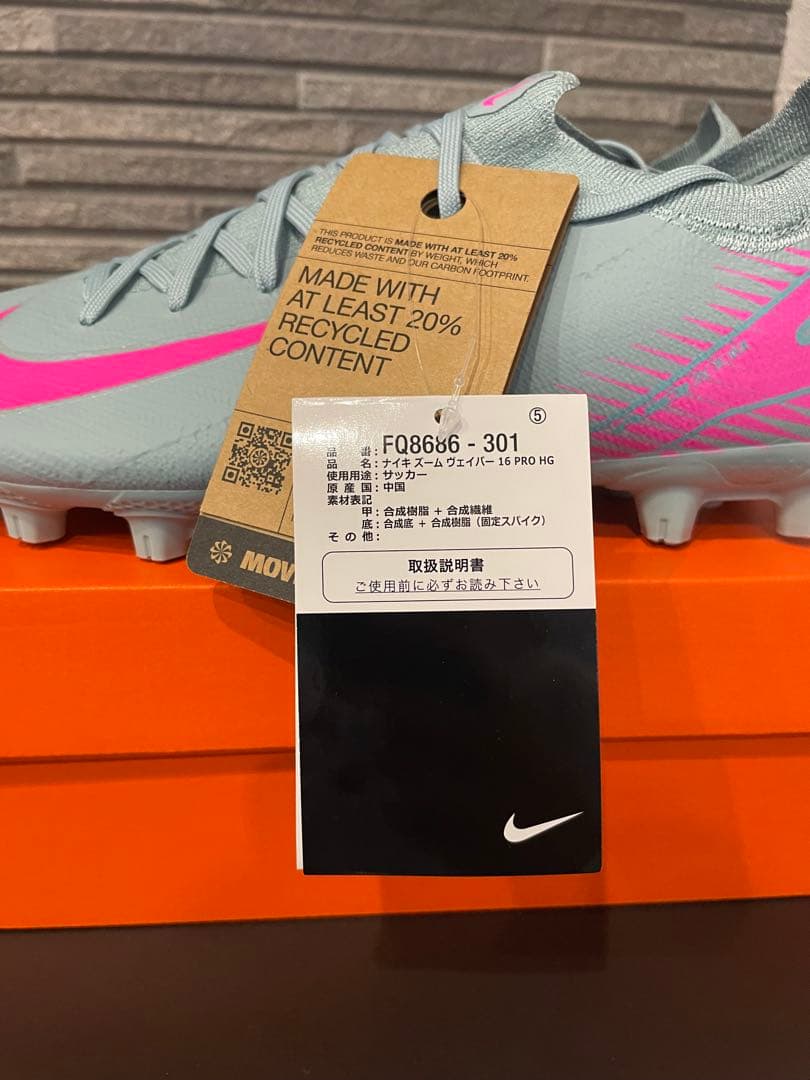 THIS PRODUCT IS MADE WITH AT LEAST 20%
RECYCLED CONTENT BY WEIGHT, WHICH
REDUCES WASTE AND OUR CARBON FOOTPRINT.
MADE WITH
AT LEAST 20%
RECYCLED
CONTENT
MOV
⑤
品番:FQ8686-301
品名:ナイキ ズーム ヴェイパー 16 PRO HG
使用用途:サッカー
原産国:中国
素材表記
甲:合成樹脂 + 合成繊維
底:合成底 + 合成樹脂(固定スパイク)
その他:
取扱説明書
ご使用前に必ずお読み下さい